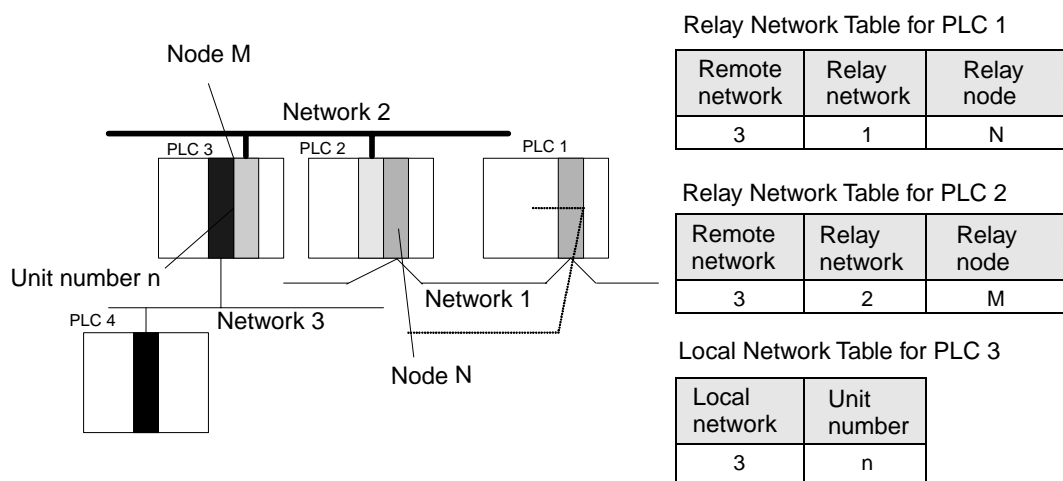 Node M
Network 2
PLC 3
PLC 2
PLC 1
Unit number n
Network 1
PLC 4
Network 3
Node N
Relay Network Table for PLC 1
Remote network
Relay network
Relay node
3
1
N
Relay Network Table for PLC 2
Remote network
Relay network
Relay node
3
2
M
Local Network Table for PLC 3
Local network
Unit number
3
n